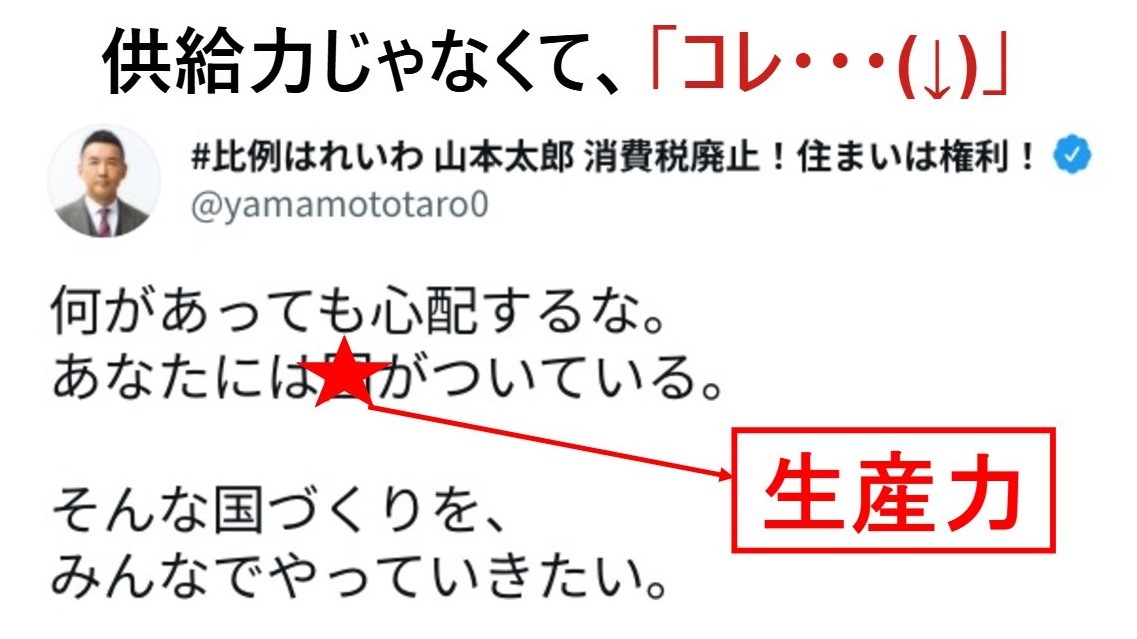 供給力じゃなくて、「コレ・・・(↓)」
#比例はれいわ 山本太郎 消費税廃止！住まいは権利！
@yamamototaro0
何があっても心配するな。
あなたには国がついている。
生産力
そんな国づくりを、
みんなでやっていきたい。